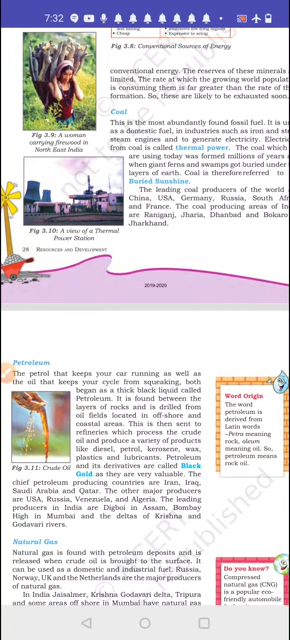 7:32
57%
• Cheap
• Expensive to setup
Fig 3.8: Conventional Sources of Energy
conventional energy. The reserves of these minerals a
limited. The rate at which the growing world populati
is consuming them is far greater than the rate of th
formation. So, these are likely to be exhausted soon.
Coal
This is the most abundantly found fossil fuel. It is us
as a domestic fuel, in industries such as iron and ste
steam engines and to generate electricity. Electric
from coal is called thermal power. The coal which
are using today was formed millions of years a
when giant ferns and swamps got buried under
layers of earth. Coal is therefore referred to
Buried Sunshine.
The leading coal producers of the world
China, USA, Germany, Russia, South Afr
and France. The coal producing areas of In
are Raniganj, Jharia, Dhanbad and Bokaro
Jharkhand.
Fig 3.9: A woman
carrying firewood in
North East India
Fig 3.10: A view of a Thermal
Power Station
28 RESOURCES AND DEVELOPMENT
2019-2020
Petroleum
The petrol that keeps your car running as well as
the oil that keeps your cycle from squeaking, both
began as a thick black liquid called
Petroleum. It is found between the
layers of rocks and is drilled from
oil fields located in off-shore and
coastal areas. This is then sent to
refineries which process the crude
oil and produce a variety of products
like diesel, petrol, kerosene, wax,
plastics and lubricants. Petroleum
and its derivatives are called Black
Gold as they are very valuable. The
chief petroleum producing countries are Iran, Iraq,
Saudi Arabia and Qatar. The other major producers
are USA, Russia, Venezuela, and Algeria. The leading
producers in India are Digboi in Assam, Bombay
High in Mumbai and the deltas of Krishna and
Godavari rivers.
Fig 3.11: Crude Oil
Word Origin
The word
petroleum is
derived from
Latin words
–Petra meaning
rock, oleum
meaning oil. So,
petroleum means
rock oil.
Natural Gas
Natural gas is found with petroleum deposits and is
released when crude oil is brought to the surface. It
can be used as a domestic and industrial fuel. Russia,
Norway, UK and the Netherlands are the major producers
of natural gas.
In India Jaisalmer, Krishna Godavari delta, Tripura
and some areas off shore in Mumbai have natural gas
Do you know?
Compressed
natural gas (CNG)
is a popular eco-
friendly automobile